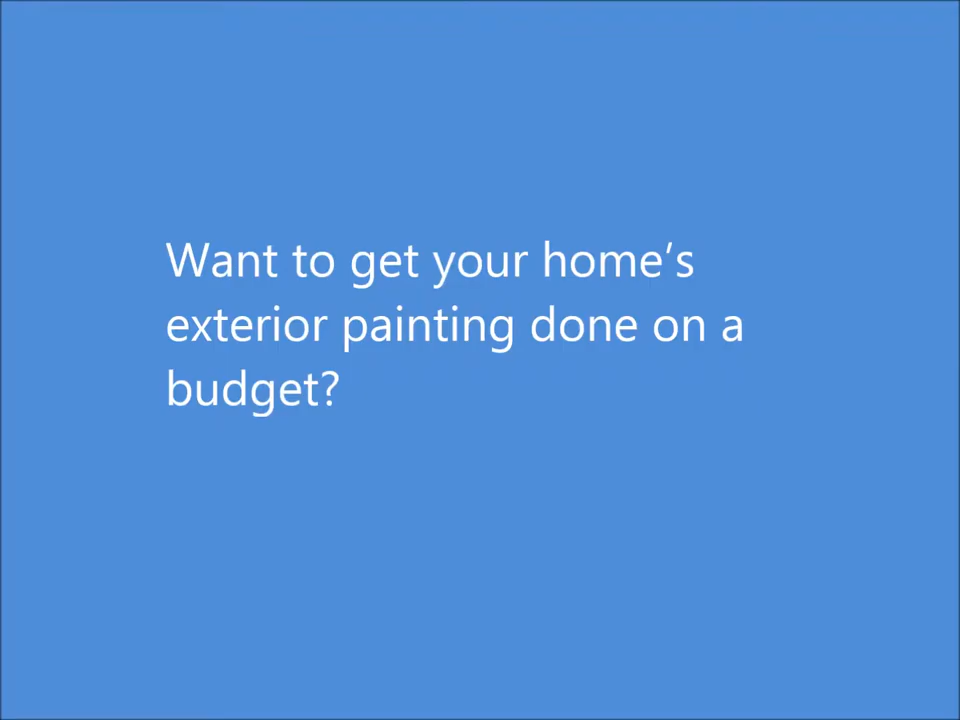 Want to get your home’s
exterior painting done on a
budget?